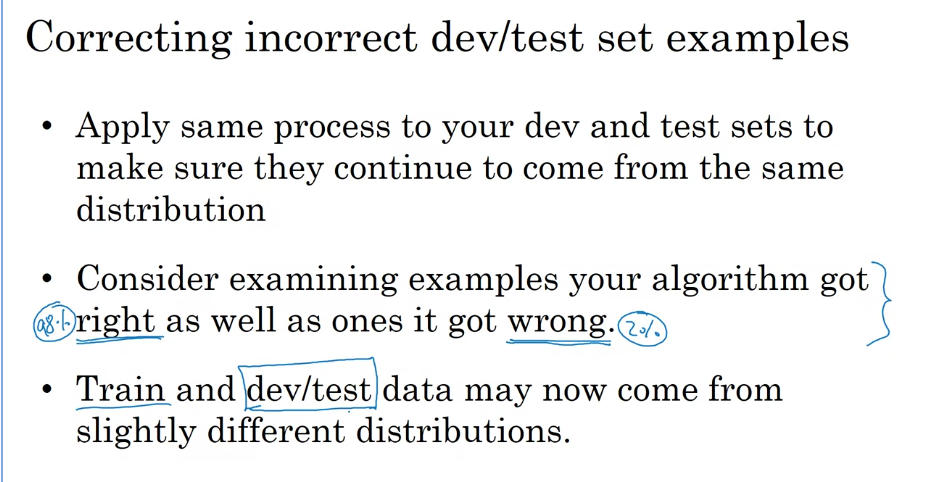 Correcting incorrect dev/test set examples
• Apply same process to your dev and test sets to
make sure they continue to come from the same
distribution
• Consider examining examples your algorithm got
98% right as well as ones it got wrong. 2%
• Train and dev/test data may now come from
slightly different distributions.